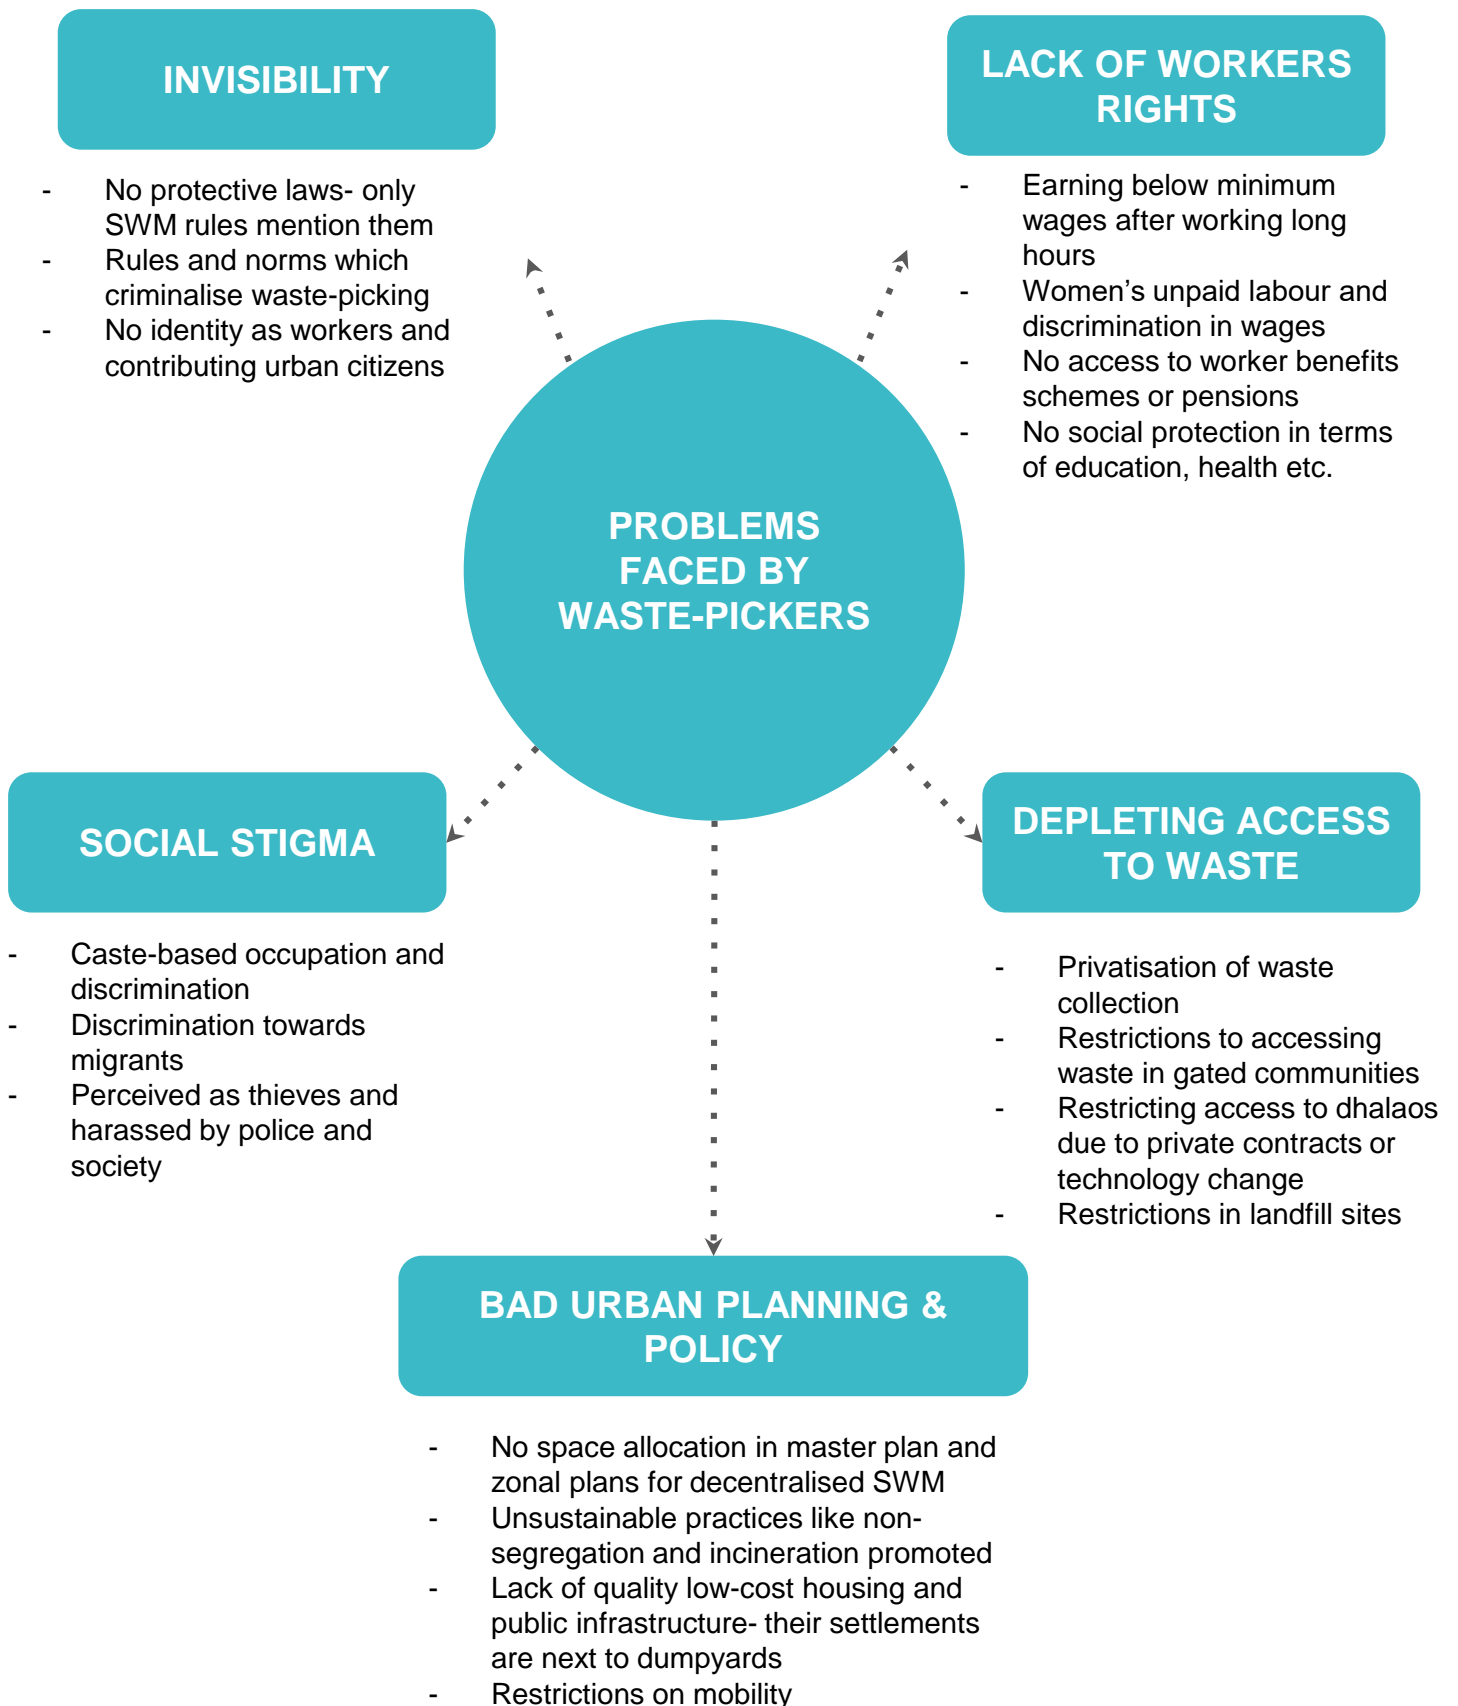 INVISIBILITY
- No protective laws- only
SWM rules mention them
- Rules and norms which
criminalise waste-picking
- No identity as workers and
contributing urban citizens
LACK OF WORKERS
RIGHTS
- Earning below minimum
wages after working long
hours
- Women's unpaid labour and
discrimination in wages
- No access to worker benefits
schemes or pensions
- No social protection in terms
of education, health etc.
PROBLEMS
FACED BY
WASTE-PICKERS
SOCIAL STIGMA
- Caste-based occupation and
discrimination
- Discrimination towards
migrants
- Perceived as thieves and
harassed by police and
society
DEPLETING ACCESS
TO WASTE
- Privatisation of waste
collection
- Restrictions to accessing
waste in gated communities
- Restricting access to dhalaos
due to private contracts or
technology change
- Restrictions in landfill sites
BAD URBAN PLANNING &
POLICY
- No space allocation in master plan and
zonal plans for decentralised SWM
- Unsustainable practices like non-
segregation and incineration promoted
- Lack of quality low-cost housing and
public infrastructure- their settlements
are next to dumpyards
- Restrictions on mobility